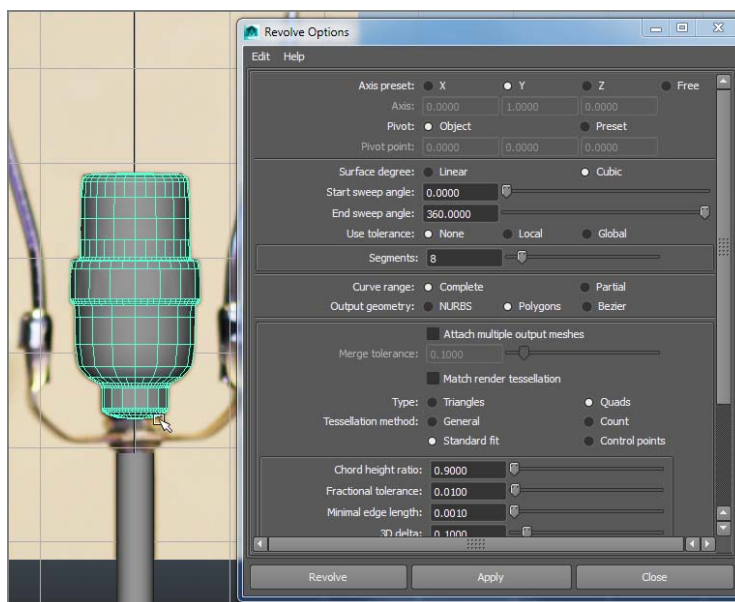 Revolve Options
Edit Help
Axis preset: X Y Z Free
Axis: 0.0000 1.0000 0.0000
Pivot: Object Preset
Pivot point: 0.0000 0.0000 0.0000
Surface degree: Linear Cubic
Start sweep angle: 0.0000
End sweep angle: 360.0000
Use tolerance: None Local Global
Segments: 8
Curve range: Complete Partial
Output geometry: NURBS Polygons Bezier
Attach multiple output meshes
Merge tolerance: 0.1000
Match render tessellation
Type: Triangles Quads
Tessellation method: General Count
Standard fit Control points
Chord height ratio: 0.9000
Fractional tolerance: 0.0100
Minimal edge length: 0.0010
3D delta: 0.1000
Revolve Apply Close